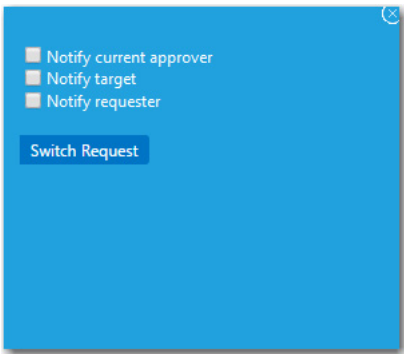 Notify current approver
Notify target
Notify requester
Switch Request